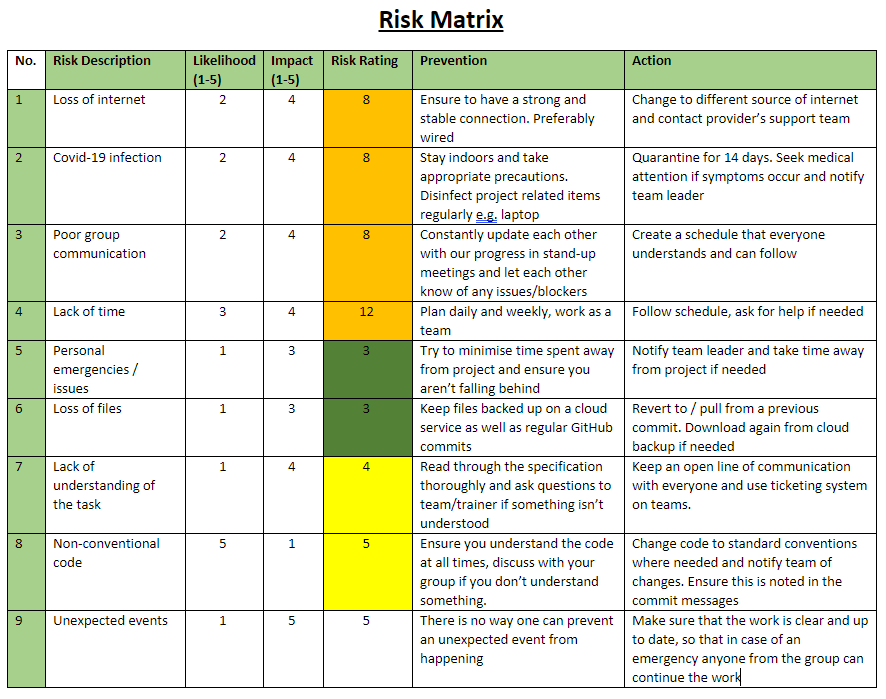 Risk Matrix
No. Risk Description Likelihood (1-5) Impact (1-5) Risk Rating Prevention Action
1 Loss of internet 2 4 8 Ensure to have a strong and stable connection. Preferably wired Change to different source of internet and contact provider’s support team
2 Covid-19 infection 2 4 8 Stay indoors and take appropriate precautions. Disinfect project related items regularly e.g. laptop Quarantine for 14 days. Seek medical attention if symptoms occur and notify team leader
3 Poor group communication 2 4 8 Constantly update each other with our progress in stand-up meetings and let each other know of any issues/blockers Create a schedule that everyone understands and can follow
4 Lack of time 3 4 12 Plan daily and weekly, work as a team Follow schedule, ask for help if needed
5 Personal emergencies / issues 1 3 3 Try to minimise time spent away from project and ensure you aren’t falling behind Notify team leader and take time away from project if needed
6 Loss of files 1 3 3 Keep files backed up on a cloud service as well as regular GitHub commits Revert to / pull from a previous commit. Download again from cloud backup if needed
7 Lack of understanding of the task 1 4 4 Read through the specification thoroughly and ask questions to team/trainer if something isn’t understood Keep an open line of communication with everyone and use ticketing system on teams.
8 Non-conventional code 5 1 5 Ensure you understand the code at all times, discuss with your group if you don’t understand something. Change code to standard conventions where needed and notify team of changes. Ensure this is noted in the commit messages
9 Unexpected events 1 5 5 There is no way one can prevent an unexpected event from happening Make sure that the work is clear and up to date, so that in case of an emergency anyone from the group can continue the work